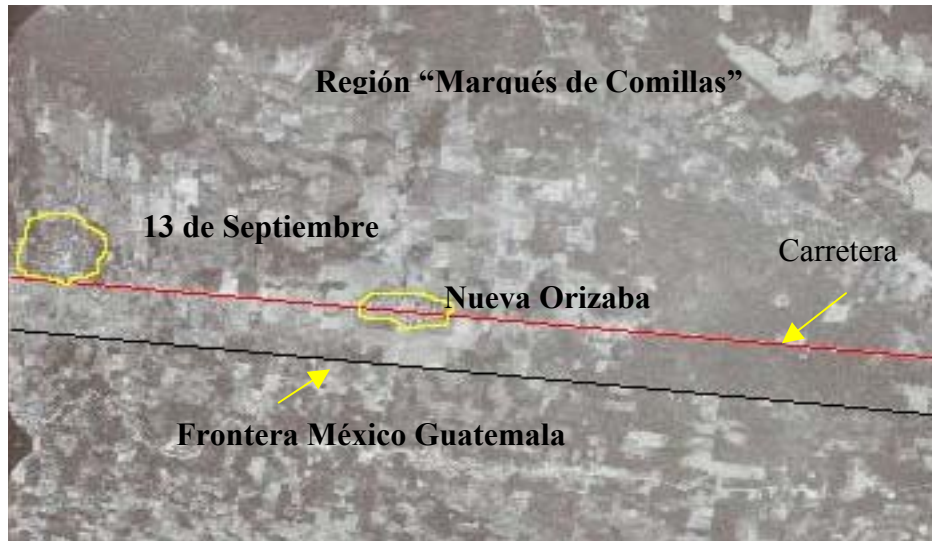 Región “Marqués de Comillas”
13 de Septiembre
Carretera
Nueva Orizaba
Frontera México Guatemala